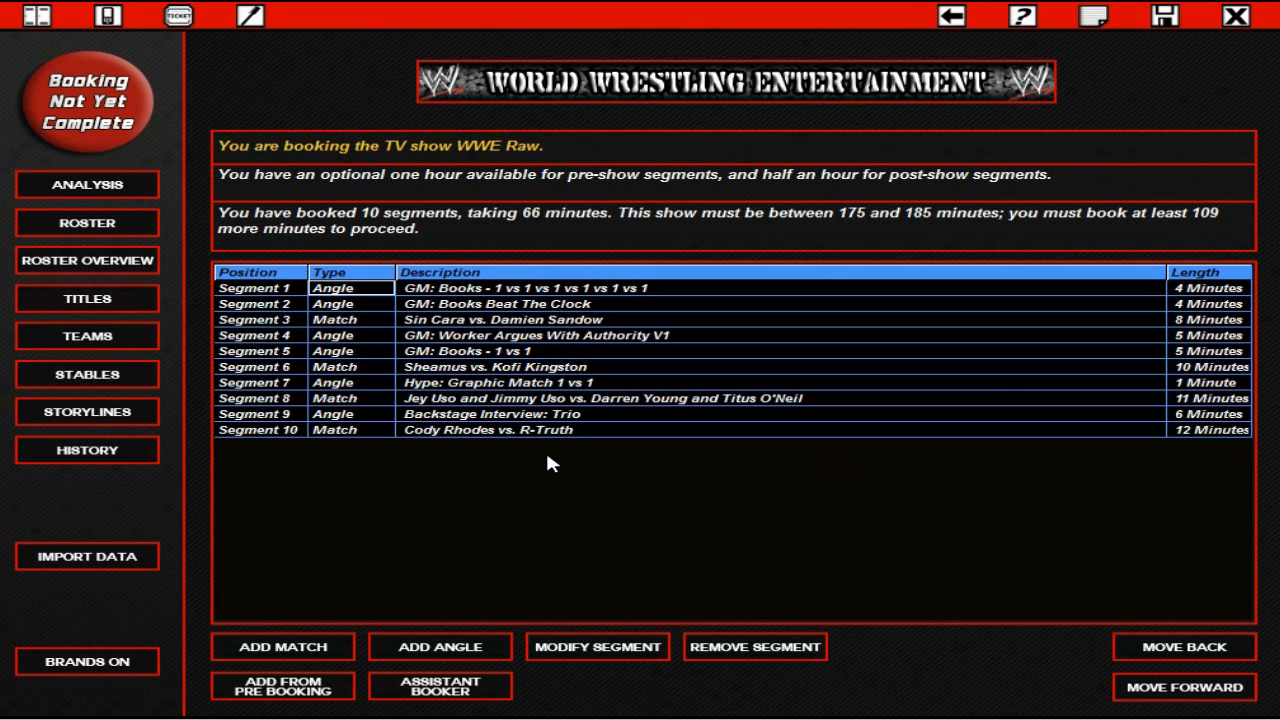 TICKET
?
Booking
Not Yet
Complete
WORLD WRESTLING ENTERTAINMENT
You are booking the TV show WWE Raw.
You have an optional one hour available for pre-show segments, and half an hour for post-show segments.
You have booked 10 segments, taking 66 minutes. This show must be between 175 and 185 minutes; you must book at least 109
more minutes to proceed.
ANALYSIS
ROSTER
ROSTER OVERVIEW
TITLES
TEAMS
STABLES
STORYLINES
HISTORY
IMPORT DATA
BRANDS ON
Position Type Description Length
Segment 1 Angle GM: Books - 1 vs 1 vs 1 vs 1 vs 1 4 Minutes
Segment 2 Angle GM: Books Beat The Clock 4 Minutes
Segment 3 Match Sin Cara vs. Damien Sandow 8 Minutes
Segment 4 Angle GM: Worker Argues With Authority V1 5 Minutes
Segment 5 Angle GM: Books - 1 vs 1 5 Minutes
Segment 6 Match Sheamus vs. Kofi Kingston 10 Minutes
Segment 7 Angle Hype: Graphic Match 1 vs 1 1 Minute
Segment 8 Match Jey Uso and Jimmy Uso vs. Darren Young and Titus O'Neil 11 Minutes
Segment 9 Angle Backstage Interview: Trio 6 Minutes
Segment 10 Match Cody Rhodes vs. R-Truth 12 Minutes
ADD MATCH
ADD ANGLE
MODIFY SEGMENT
REMOVE SEGMENT
MOVE BACK
ADD FROM
PRE BOOKING
ASSISTANT
BOOKER
MOVE FORWARD